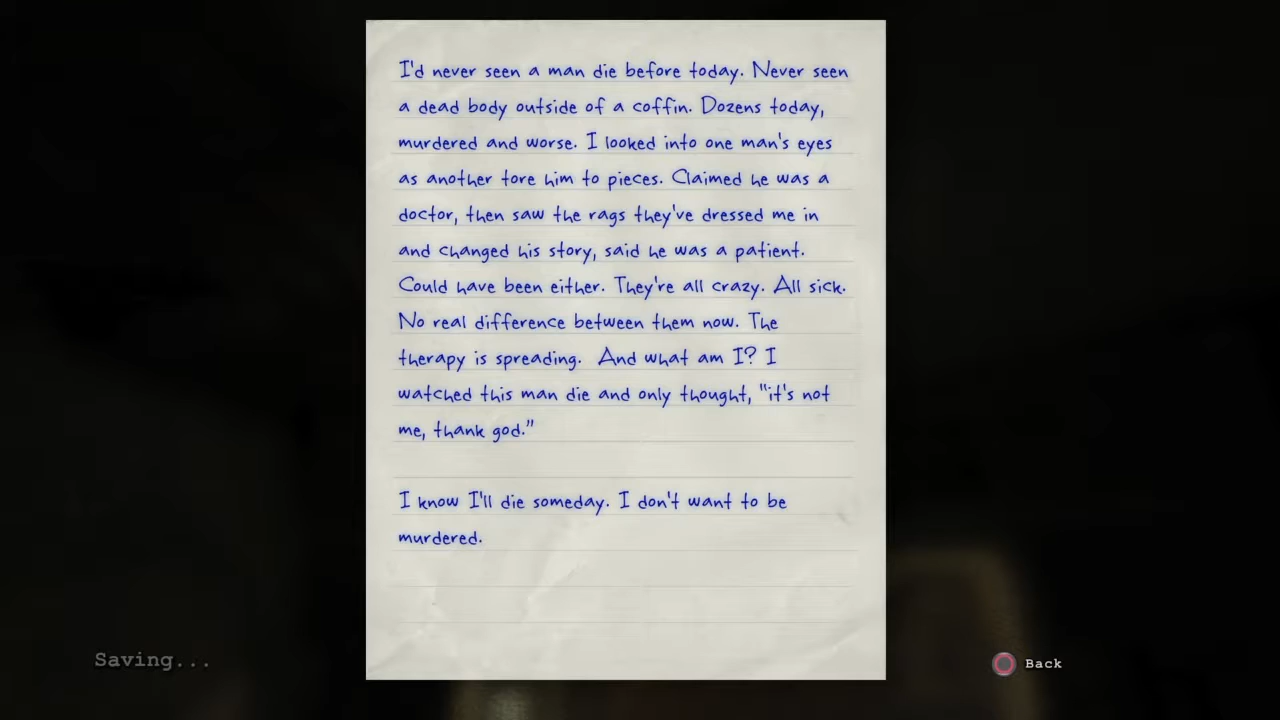 I'd never seen a man die before today. Never seen
a dead body outside of a coffin. Dozens today,
murdered and worse. I looked into one man's eyes
as another tore him to pieces. Claimed he was a
doctor, then saw the rags they've dressed me in
and changed his story, said he was a patient.
Could have been either. They're all crazy. All sick.
No real difference between them now. The
therapy is spreading.  And what am I? I
watched this man die and only thought, "it's not
me, thank god."
I know I'll die someday. I don't want to be
murdered.
Saving...
Back